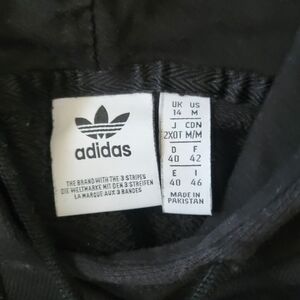 adidas
THE BRAND WITH THE 3 STRIPES
DIE WELTMARKE MIT DEN 3 STREIFEN
LA MARQUE AUX 3 BANDES
UK US
14 M
J CDN
2XOT M/M
D F
40 42
E I
40 46
MADE IN
PAKISTAN